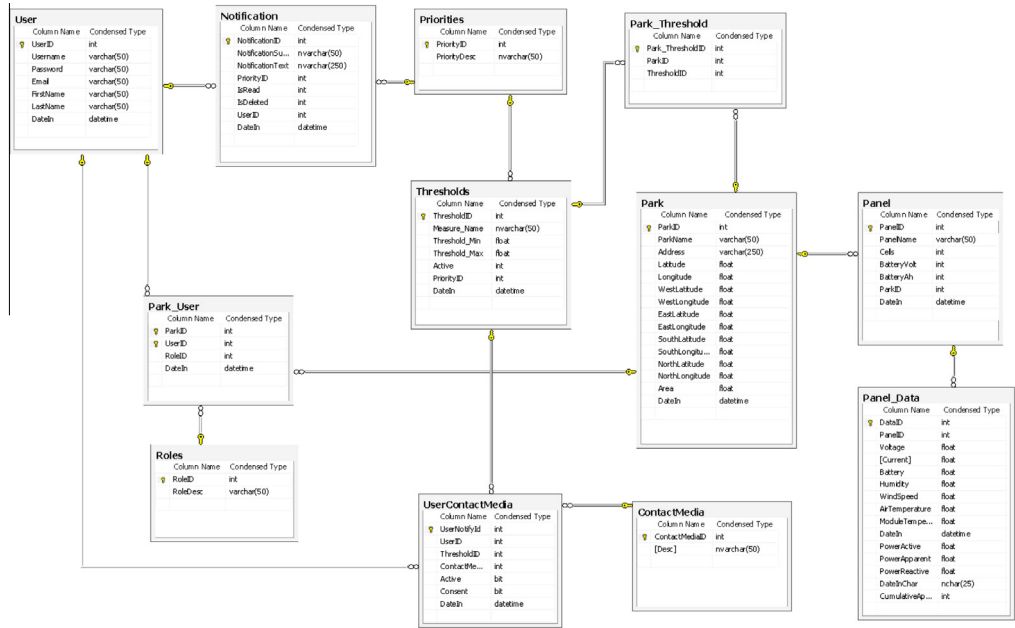 User
Column Name Condensed Type
UserID int
Username varchar(50)
Password varchar(50)
Email varchar(50)
FirstName varchar(50)
LastName varchar(50)
DateIn datetime
Notification
Column Name Condensed Type
NotificationID int
NotificationSu... nvarchar(50)
NotificationText nvarchar(250)
PriorityID int
IsRead int
IsDeleted int
UserID int
DateIn datetime
Priorities
Column Name Condensed Type
PriorityID int
PriorityDesc nvarchar(50)
Park_Threshold
Column Name Condensed Type
Park_ThresholdID int
ParkID int
ThresholdID int
Thresholds
Column Name Condensed Type
ThresholdID int
Measure_Name nvarchar(50)
Threshold_Min float
Threshold_Max float
Active int
PriorityID int
DateIn datetime
Park
Column Name Condensed Type
ParkID int
ParkName varchar(50)
Address varchar(250)
Latitude float
Longitude float
WestLatitude float
WestLongitude float
EastLatitude float
EastLongitude float
SouthLatitude float
SouthLongitu... float
NorthLatitude float
NorthLongitude float
Area float
DateIn datetime
Panel
Column Name Condensed Type
PanelID int
PanelName varchar(50)
Cells int
BatteryVolt int
BatteryAh int
ParkID int
DateIn datetime
Park_User
Column Name Condensed Type
ParkID int
UserID int
RoleID int
DateIn datetime
Panel_Data
Column Name Condensed Type
DataID int
PanelID int
Voltage float
[Current] float
Battery float
Humidity float
WindSpeed float
AirTemperature float
ModuleTempe... float
DateIn datetime
PowerActive float
PowerApparent float
PowerReactive float
DateInChar nchar(25)
CumulativeAp... int
Roles
Column Name Condensed Type
RoleID int
RoleDesc varchar(50)
UserContactMedia
Column Name Condensed Type
UserNotifyId int
UserID int
ThresholdID int
ContactMe... int
Active bit
Consent bit
DateIn datetime
ContactMedia
Column Name Condensed Type
ContactMediaID int
[Desc] nvarchar(50)